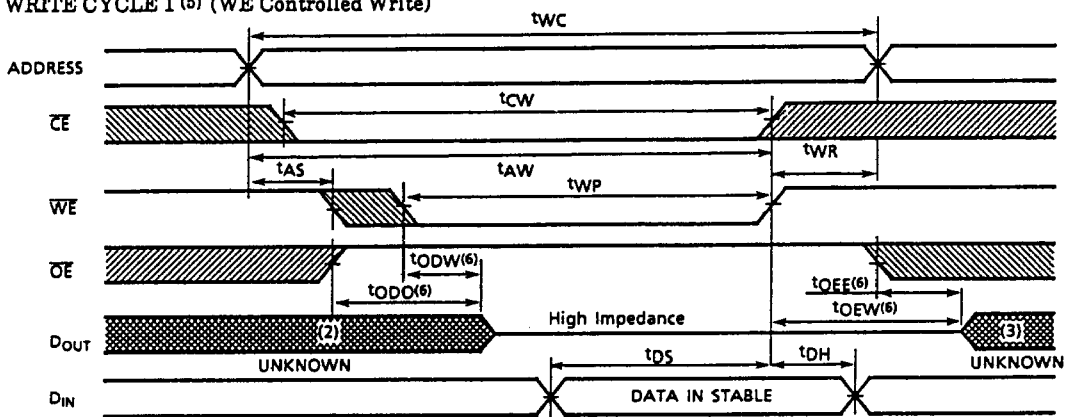 WRITE CYCLE 1 (5) (WE Controlled Write)
tWC
ADDRESS
tCW
CE
tAS
tAW
tWR
tWP
WE
OE
tODW(6)
tODO(6)
tOEE(6)
tOEW(6)
DOUT
(2)
High Impedance
(3)
UNKNOWN
UNKNOWN
tDS
tDH
DIN
DATA IN STABLE